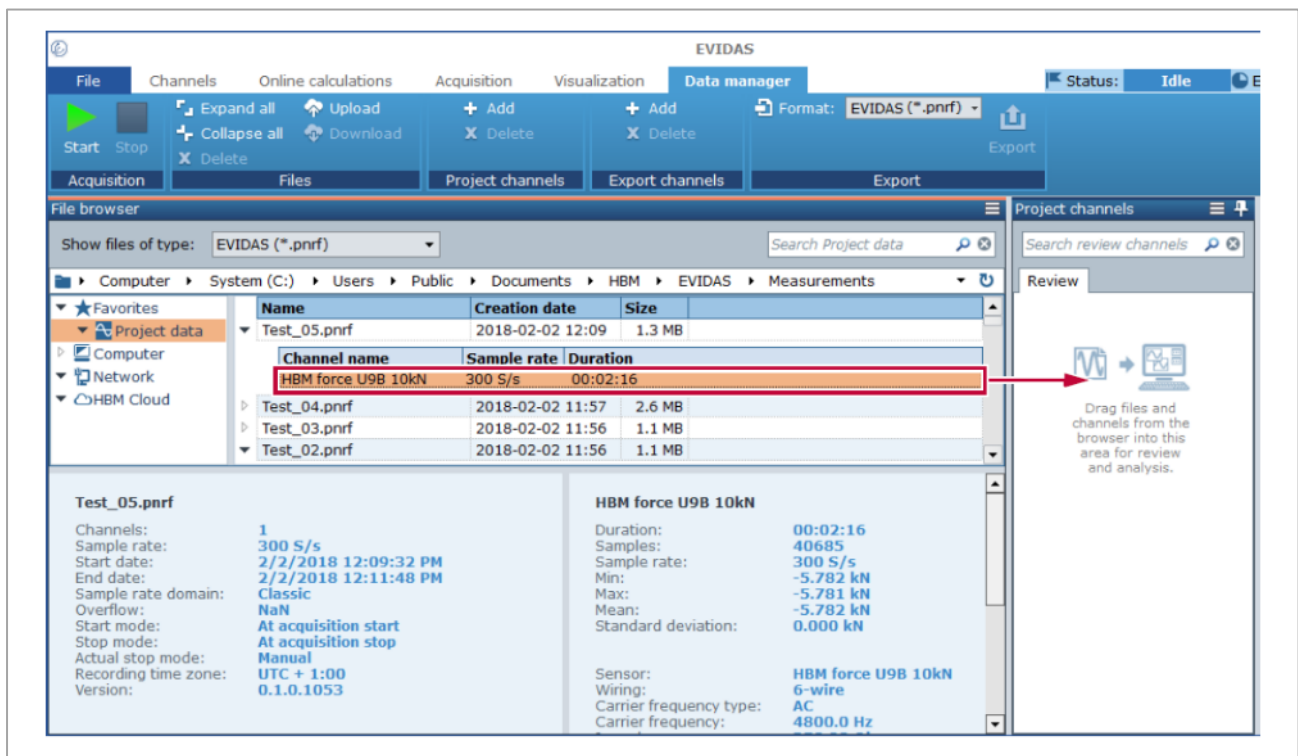 EVIDAS
File Channels Online calculations Acquisition Visualization Data manager Status: Idle
Start Stop
Expand all Upload
Collapse all Download
Delete
+ Add
X Delete
+ Add
X Delete
Format: EVIDAS (*.pnrf)
Export
Acquisition Files Project channels Export channels Export
File browser
Show files of type: EVIDAS (*.pnrf) Search Project data
Computer System (C:) Users Public Documents HBM EVIDAS Measurements
Favorites
Project data
Computer
Network
HBM Cloud
Name Creation date Size
Test_05.pnrf 2018-02-02 12:09 1.3 MB
Channel name Sample rate Duration
HBM force U9B 10kN 300 S/s 00:02:16
Test_04.pnrf 2018-02-02 11:57 2.6 MB
Test_03.pnrf 2018-02-02 11:56 1.1 MB
Test_02.pnrf 2018-02-02 11:56 1.1 MB
Project channels
Search review channels
Review
Drag files and
channels from the
browser into this
area for review
and analysis.
Test_05.pnrf
Channels: 1
Sample rate: 300 S/s
Start date: 2/2/2018 12:09:32 PM
End date: 2/2/2018 12:11:48 PM
Sample rate domain: Classic
Overflow: NaN
Start mode: At acquisition start
Stop mode: At acquisition stop
Actual stop mode: Manual
Recording time zone: UTC + 1:00
Version: 0.1.0.1053
HBM force U9B 10kN
Duration: 00:02:16
Samples: 40685
Sample rate: 300 S/s
Min: -5.782 kN
Max: -5.781 kN
Mean: -5.782 kN
Standard deviation: 0.000 kN
Sensor: HBM force U9B 10kN
Wiring: 6-wire
Carrier frequency type: AC
Carrier frequency: 4800.0 Hz